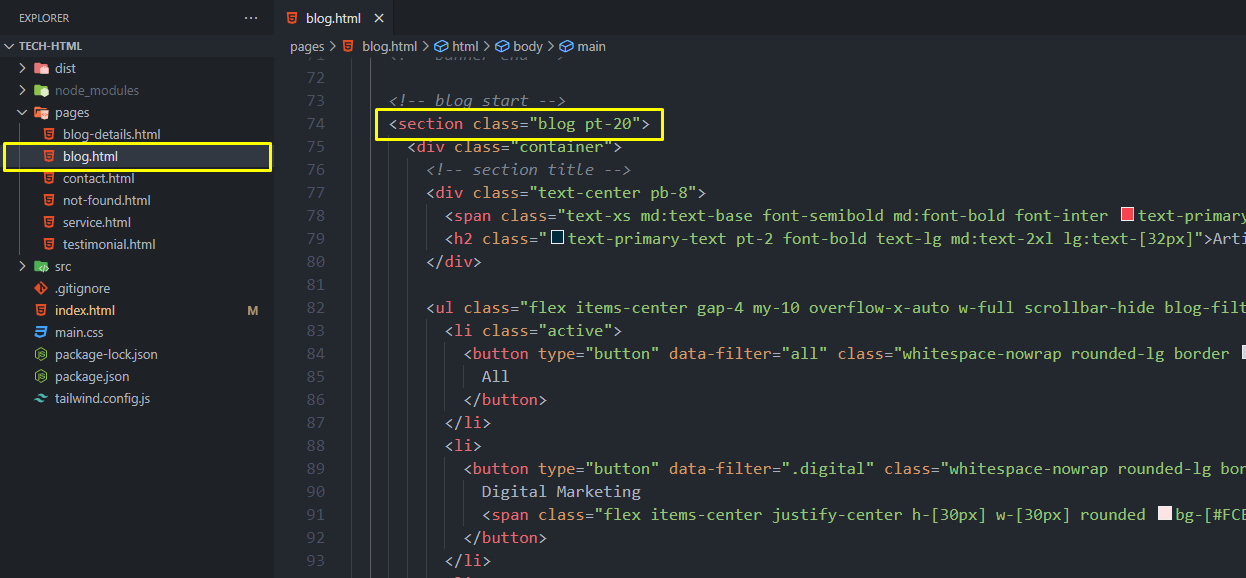 EXPLORER
TECH-HTML
dist
node_modules
pages
blog-details.html
blog.html
contact.html
not-found.html
service.html
testimonial.html
src
.gitignore
index.html M
main.css
package-lock.json
package.json
tailwind.config.js
blog.html
pages > blog.html > html > body > main
71 <!-- banner end -->
72
73 <!-- blog start -->
74 <section class="blog pt-20">
75 <div class="container">
76 <!-- section title -->
77 <div class="text-center pb-8">
78 <span class="text-xs md:text-base font-semibold md:font-bold font-inter text-primary
79 <h2 class="text-primary-text pt-2 font-bold text-lg md:text-2xl lg:text-[32px]">Arti
80 </div>
81
82 <ul class="flex items-center gap-4 my-10 overflow-x-auto w-full scrollbar-hide blog-filt
83 <li class="active">
84 <button type="button" data-filter="all" class="whitespace-nowrap rounded-lg border
85 All
86 </button>
87 </li>
88 <li>
89 <button type="button" data-filter=".digital" class="whitespace-nowrap rounded-lg bor
90 Digital Marketing
91 <span class="flex items-center justify-center h-[30px] w-[30px] rounded bg-[#FCE
92 </button>
93 </li>